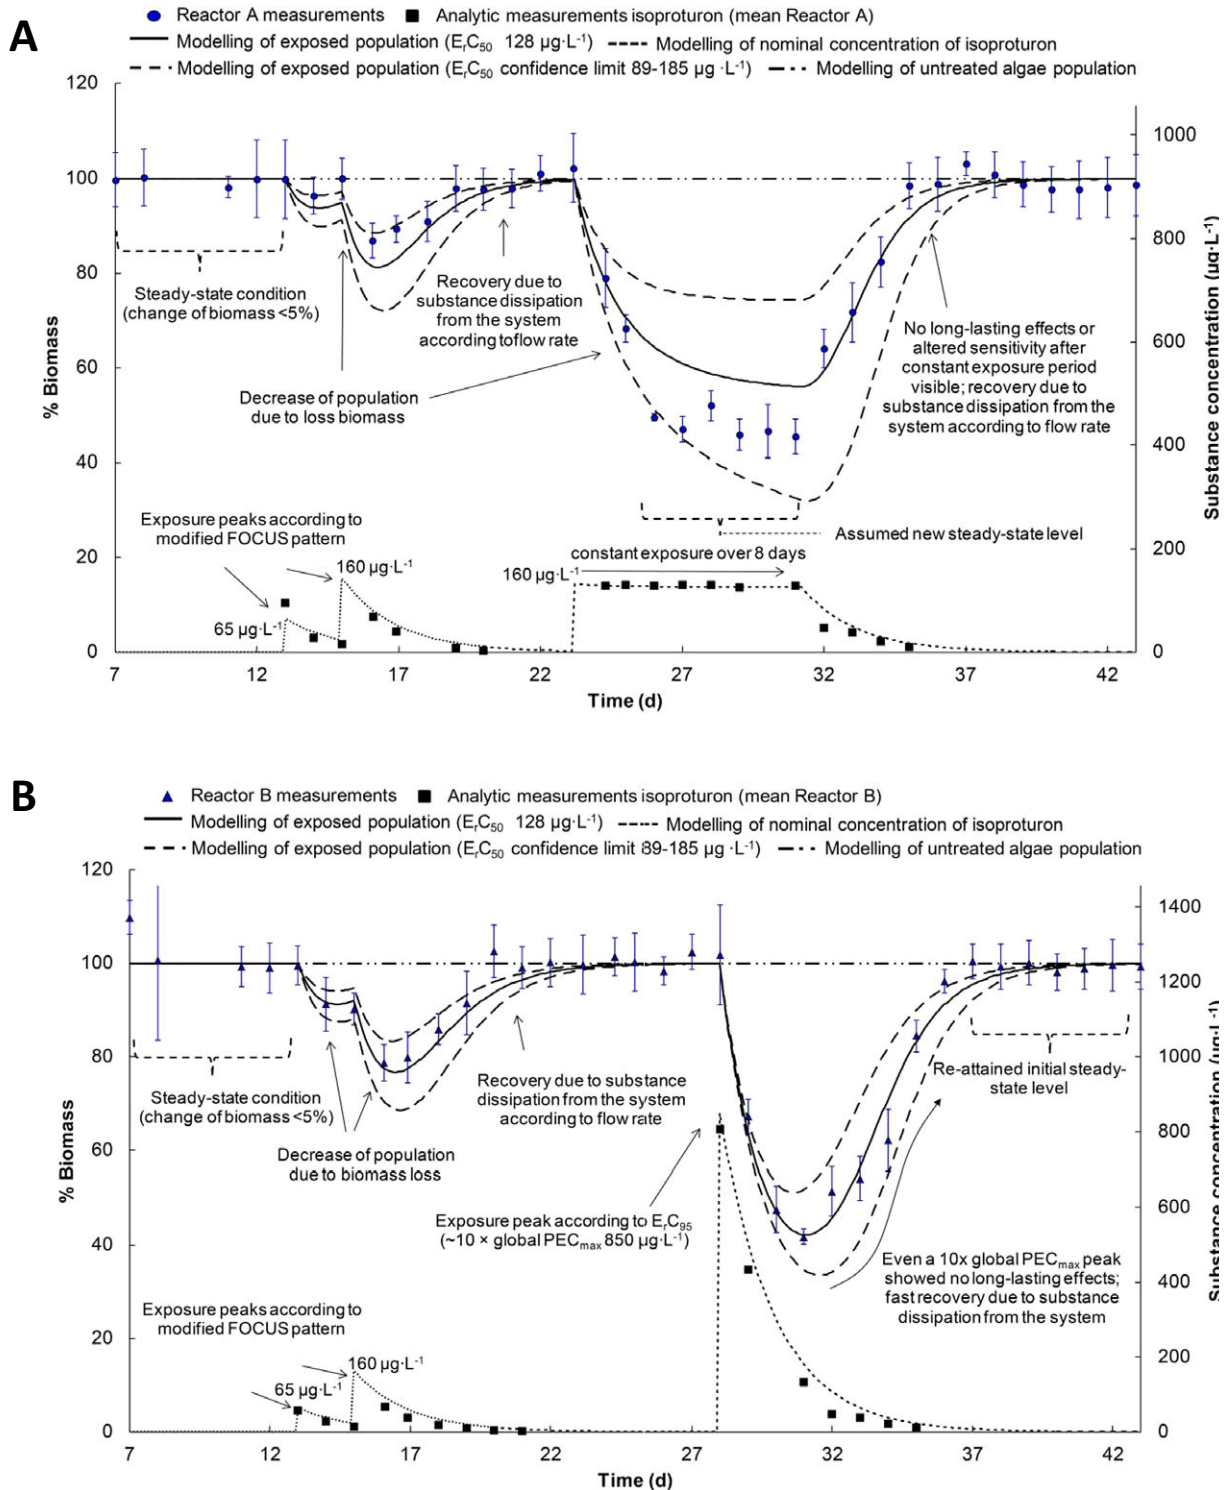 A
Reactor A measurements
Analytic measurements isoproturon (mean Reactor A)
Modelling of exposed population (ErC50 128 µg·L-1)
Modelling of nominal concentration of isoproturon
Modelling of exposed population (ErC50 confidence limit 89-185 µg ·L-1)
Modelling of untreated algae population
120
100
80
60
40
20
0
% Biomass
1000
800
600
400
200
0
Substance concentration (µg·L-1)
Steady-state condition
(change of biomass <5%)
Recovery due to
substance dissipation
from the system
according toflow rate
Decrease of population
due to loss biomass
No long-lasting effects or
altered sensitivity after
constant exposure period
visible; recovery due to
substance dissipation from the
system according to flow rate
Exposure peaks according to
modified FOCUS pattern
Assumed new steady-state level
constant exposure over 8 days
160 µg·L-1
160 µg·L-1
65 µg·L-1
7
12
17
22
27
32
37
42
Time (d)
B
Reactor B measurements
Analytic measurements isoproturon (mean Reactor B)
Modelling of exposed population (ErC50 128 µg·L-1)
Modelling of nominal concentration of isoproturon
Modelling of exposed population (ErC50 confidence limit 89-185 µg ·L-1)
Modelling of untreated algae population
120
100
80
60
40
20
0
% Biomass
1400
1200
1000
800
600
400
200
0
Substance concentration (µg·L-1)
Steady-state condition
(change of biomass <5%)
Decrease of population
due to biomass loss
Recovery due to substance
dissipation from the system
according to flow rate
Re-attained initial steady-
state level
Exposure peak according to ErC95
(~10 × global PECmax 850 µg·L-1)
Even a 10x global PECmax peak
showed no long-lasting effects;
fast recovery due to substance
dissipation from the system
Exposure peaks according to
modified FOCUS pattern
160 µg·L-1
65 µg·L-1
7
12
17
22
27
32
37
42
Time (d)